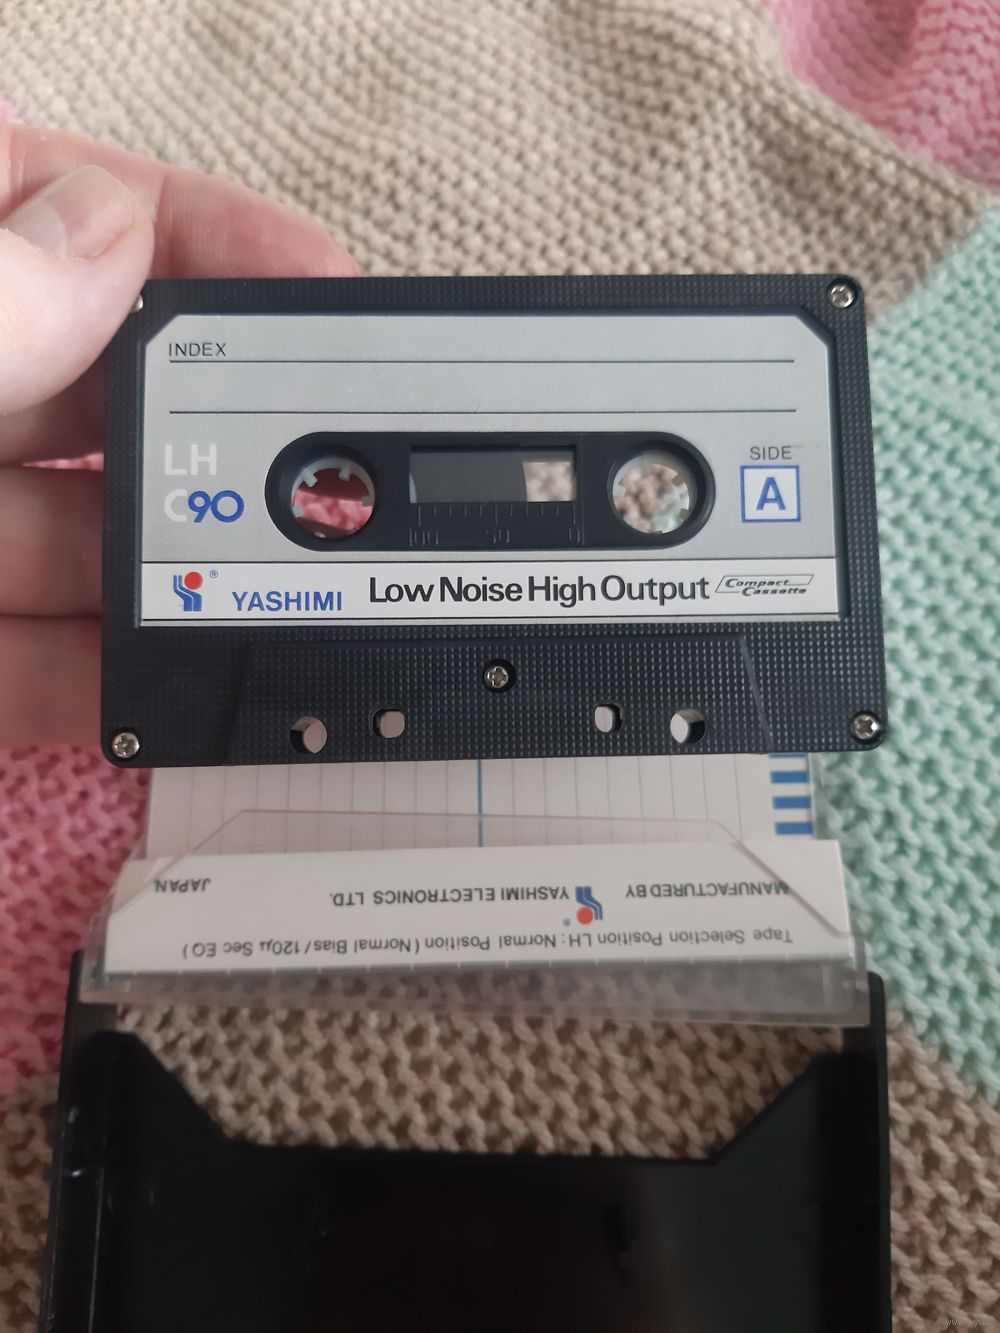 INDEX
LH
C90
SIDE
A
100 50 0
® YASHIMI Low Noise High Output Compact Cassette
MANUFACTURED BY YASHIMI ELECTRONICS LTD. JAPAN
®
Tape Selection Position LH : Normal Position ( Normal Bias / 120µ Sec EQ )